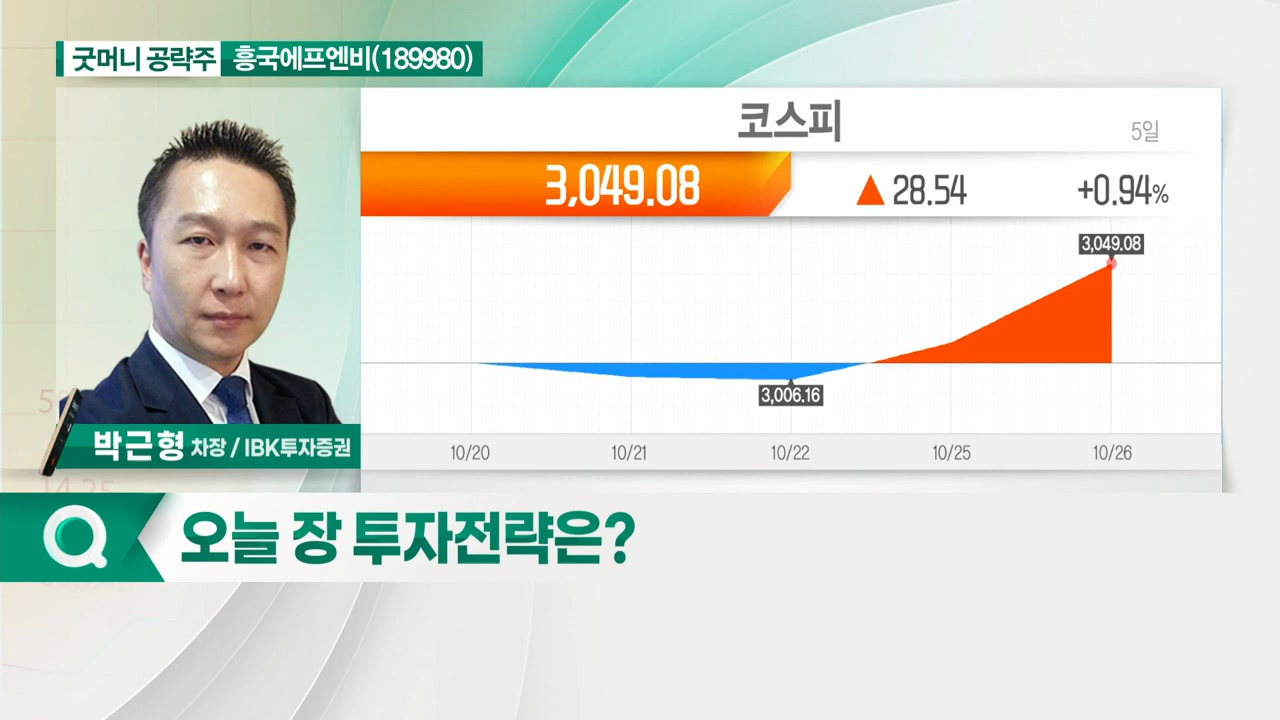 굿머니 공략주 흥국에프엔비(189980)
코스피
5일
3,049.08 ▲ 28.54 +0.94%
3,049.08
3,006.16
10/20 10/21 10/22 10/25 10/26
박근형 차장 / IBK투자증권
Q 오늘 장 투자전략은?